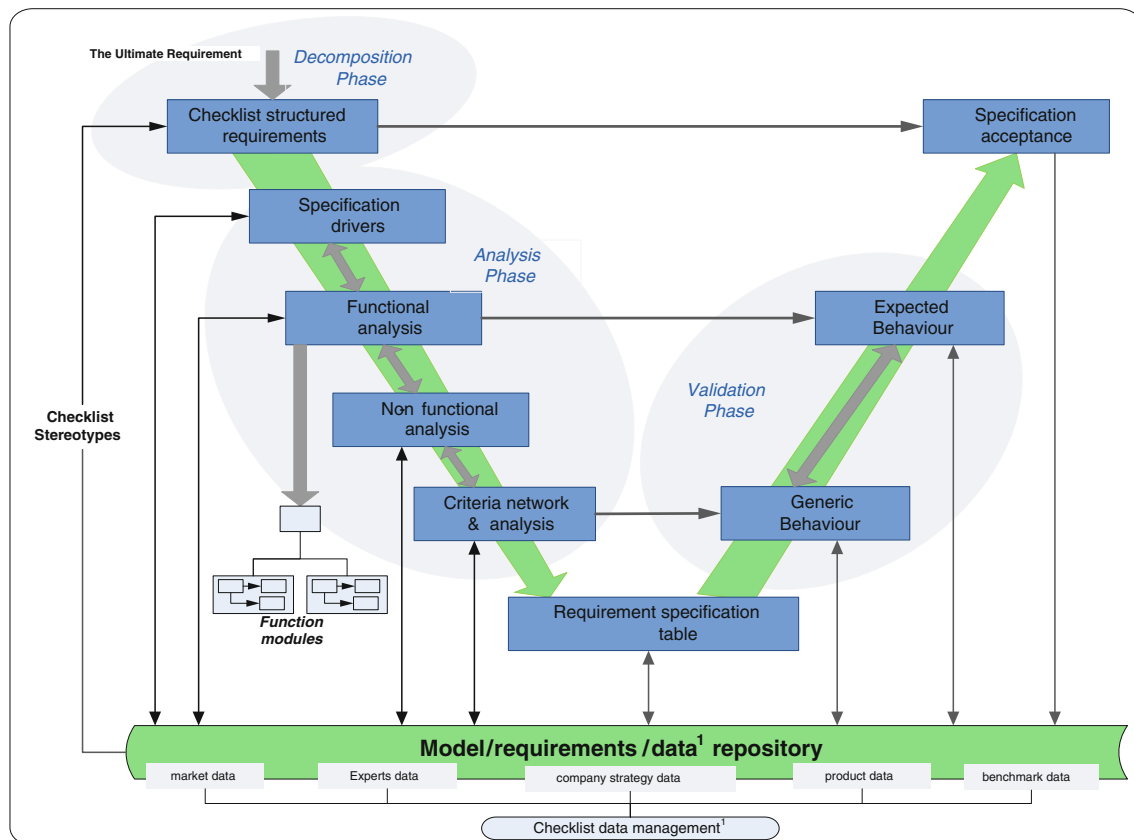 The Ultimate Requirement
Decomposition
Phase
Checklist structured
requirements
Specification
acceptance
Specification
drivers
Analysis
Phase
Functional
analysis
Expected
Behaviour
Validation
Phase
Non functional
analysis
Checklist
Stereotypes
Criteria network
& analysis
Generic
Behaviour
Function
modules
Requirement specification
table
Model/requirements/data¹ repository
market data
Experts data
company strategy data
product data
benchmark data
Checklist data management¹